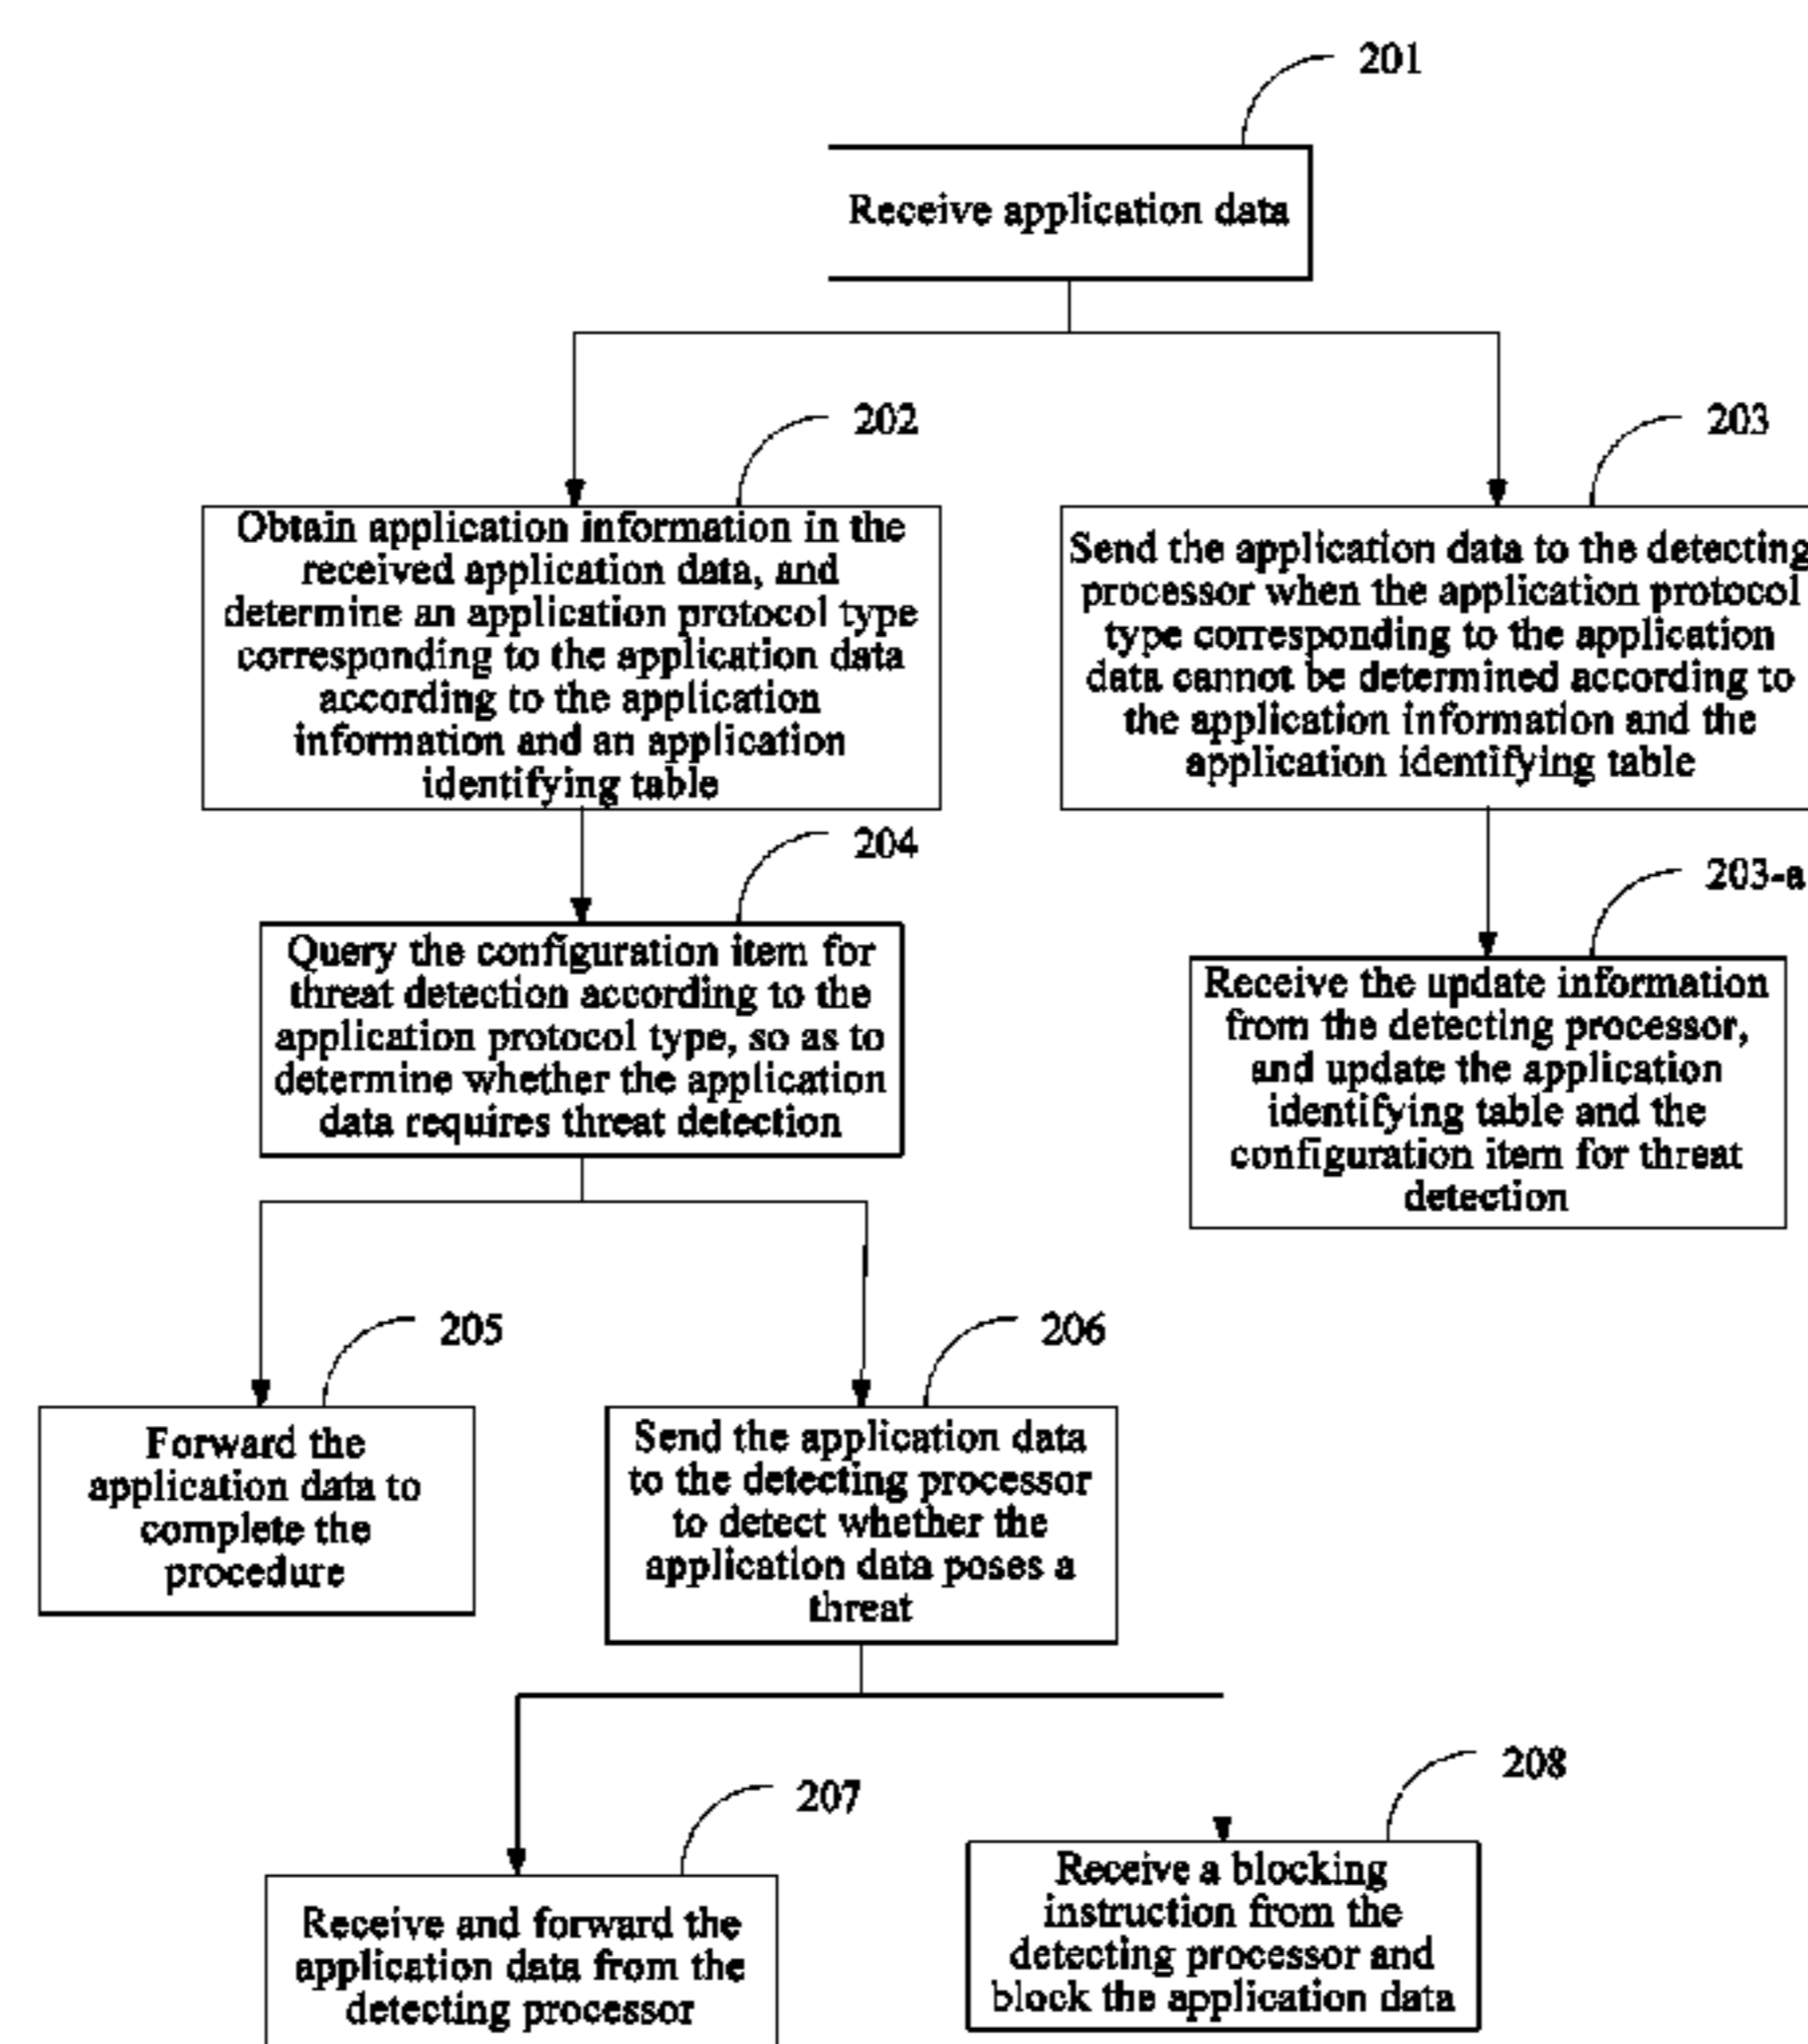 201
Receive application data
202
203
Obtain application information in the
received application data, and
determine an application protocol type
corresponding to the application data
according to the application
information and an application
identifying table
Send the application data to the detecting
processor when the application protocol
type corresponding to the application
data cannot be determined according to
the application information and the
application identifying table
204
203-a
Query the configuration item for
threat detection according to the
application protocol type, so as to
determine whether the application
data requires threat detection
Receive the update information
from the detecting processor,
and update the application
identifying table and the
configuration item for threat
detection
205
206
Forward the
application data to
complete the
procedure
Send the application data
to the detecting processor
to detect whether the
application data poses a
threat
207
208
Receive and forward the
application data from the
detecting processor
Receive a blocking
instruction from the
detecting processor and
block the application data